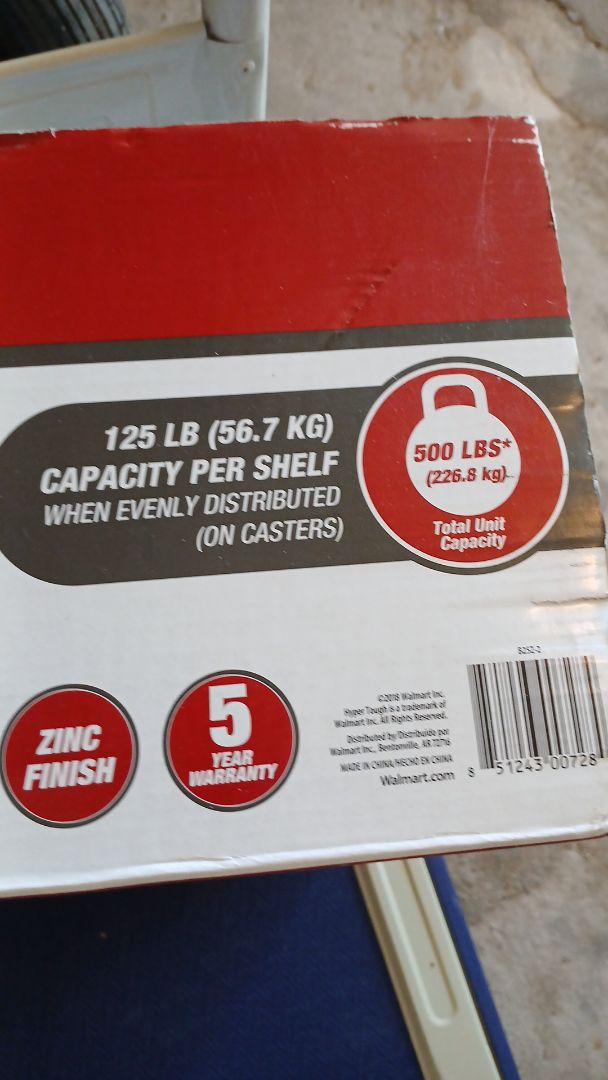 125 LB (56.7 KG)
CAPACITY PER SHELF
WHEN EVENLY DISTRIBUTED
(ON CASTERS)
500 LBS*
(226.8 kg)
Total Unit
Capacity
ZINC
FINISH
5
YEAR
WARRANTY
©2018 Walmart Inc.
Hyper Tough is a trademark of
Walmart Inc. All Rights Reserved.
Distributed by/Distribuido por
Walmart Inc., Bentonville, AR 72716
MADE IN CHINA/HECHO EN CHINA
Walmart.com
B252-2
8 51243 00728